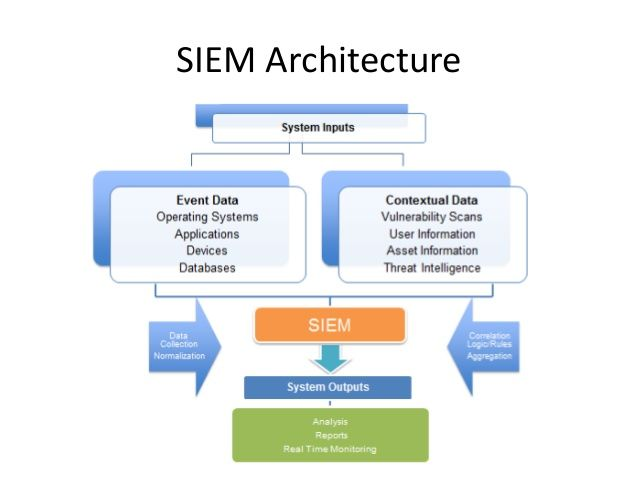 SIEM Architecture
System Inputs
Event Data
Operating Systems
Applications
Devices
Databases
Contextual Data
Vulnerability Scans
User Information
Asset Information
Threat Intelligence
Data
Collection
Normalization
SIEM
Correlation
Logic/Rules
Aggregation
System Outputs
Analysis
Reports
Real Time Monitoring